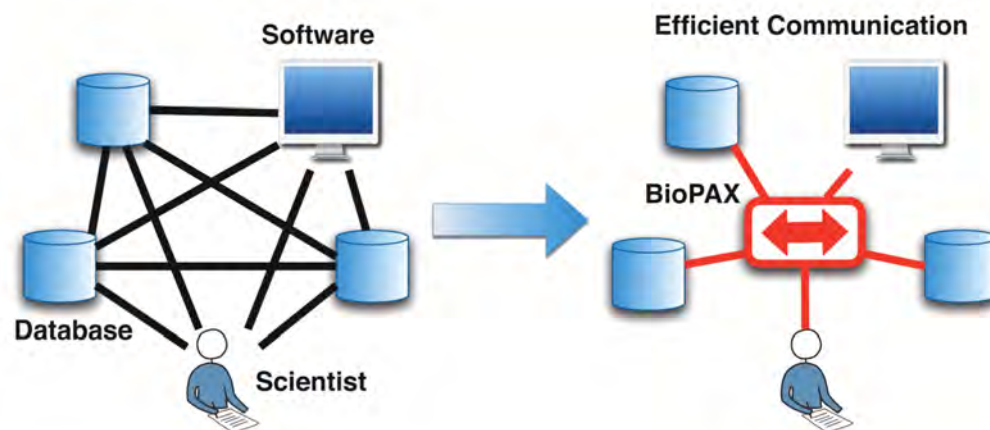 Software
Efficient Communication
BioPAX
Database
Scientist